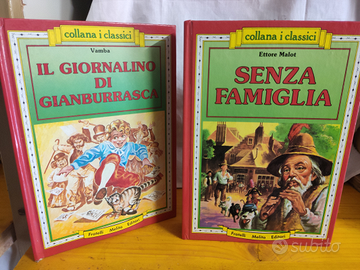 collana i classici
Vamba
IL GIORNALINO
DI
GIANBURRASCA
Fratelli Melita Editori
collana i classici
Ettore Malot
SENZA
FAMIGLIA
Fratelli Melita Editori
subito